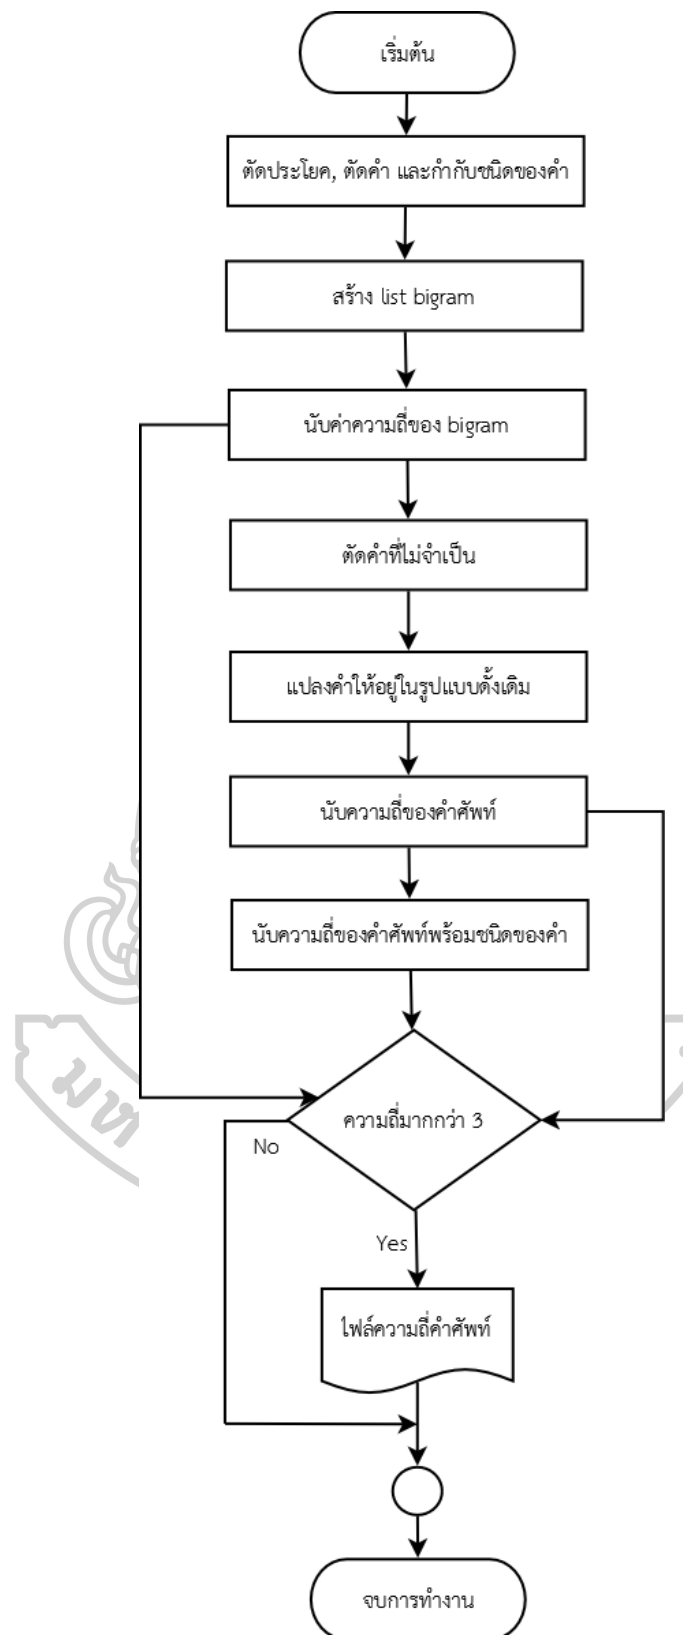 เริ่มต้น
ตัดประโยค, ตัดคำ และกำกับชนิดของคำ
สร้าง list bigram
นับค่าความถี่ของ bigram
ตัดคำที่ไม่จำเป็น
แปลงคำให้อยู่ในรูปแบบดั้งเดิม
นับความถี่ของคำศัพท์
นับความถี่ของคำศัพท์พร้อมชนิดของคำ
ความถี่มากกว่า 3
No
Yes
ไฟล์ความถี่คำศัพท์
จบการทำงาน